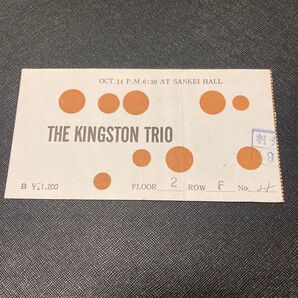 OCT.14 P.M.6:30 AT SANKEI HALL
THE KINGSTON TRIO
B ¥1,200 FLOOR 2 ROW F No.